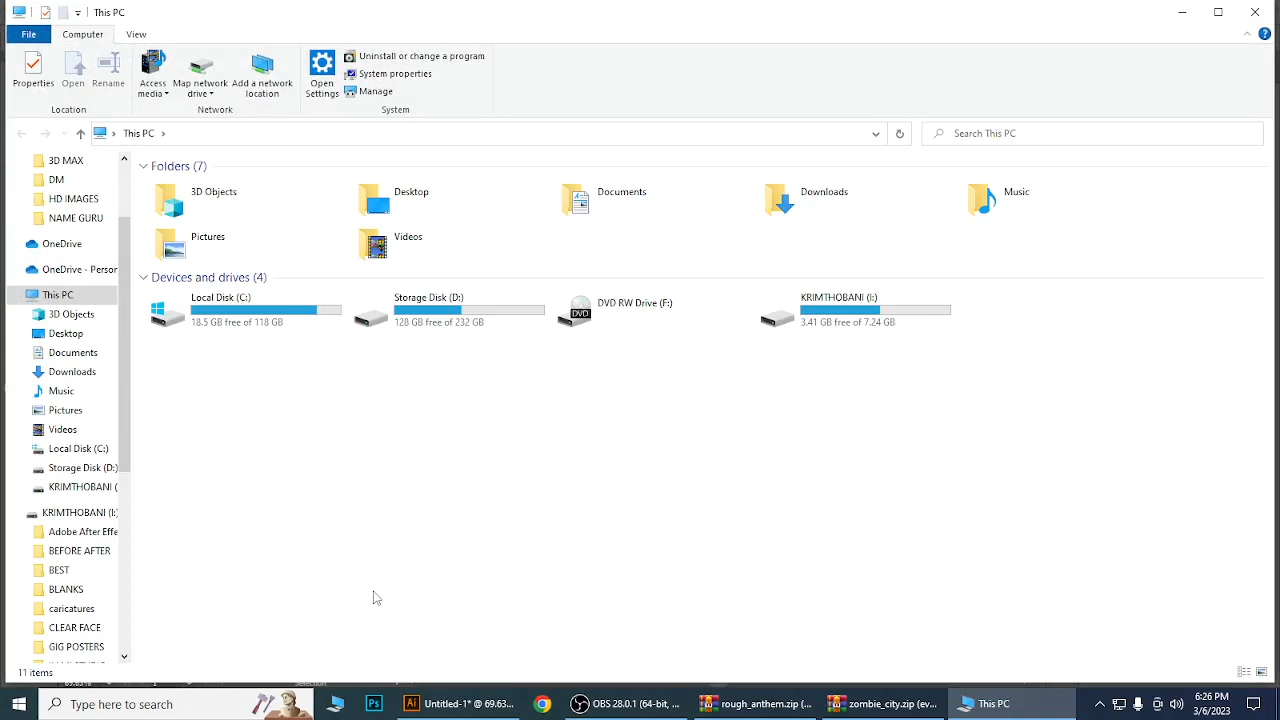 This PC
File
Computer
View
Properties
Open
Rename
Access media
Map network drive
Add a network location
Open Settings
Uninstall or change a program
System properties
Manage
Location
Network
System
This PC
Search This PC
3D MAX
DM
HD IMAGES
NAME GURU
OneDrive
OneDrive - Person
This PC
3D Objects
Desktop
Documents
Downloads
Music
Pictures
Videos
Local Disk (C:)
Storage Disk (D:)
KRIMTHOBANI (
KRIMTHOBANI (I:)
Adobe After Effe
BEFORE AFTER
BEST
BLANKS
caricatures
CLEAR FACE
GIG POSTERS
Folders (7)
3D Objects
Desktop
Documents
Downloads
Music
Pictures
Videos
Devices and drives (4)
Local Disk (C:)
18.5 GB free of 118 GB
Storage Disk (D:)
128 GB free of 232 GB
DVD RW Drive (F:)
DVD
KRIMTHOBANI (I:)
3.41 GB free of 7.24 GB
11 items
Type here to search
Ps
Ai
Untitled-1* @ 69.63...
OBS 28.0.1 (64-bit, ...
rough_anthem.zip (...
zombie_city.zip (ev...
This PC
6:26 PM
3/6/2023